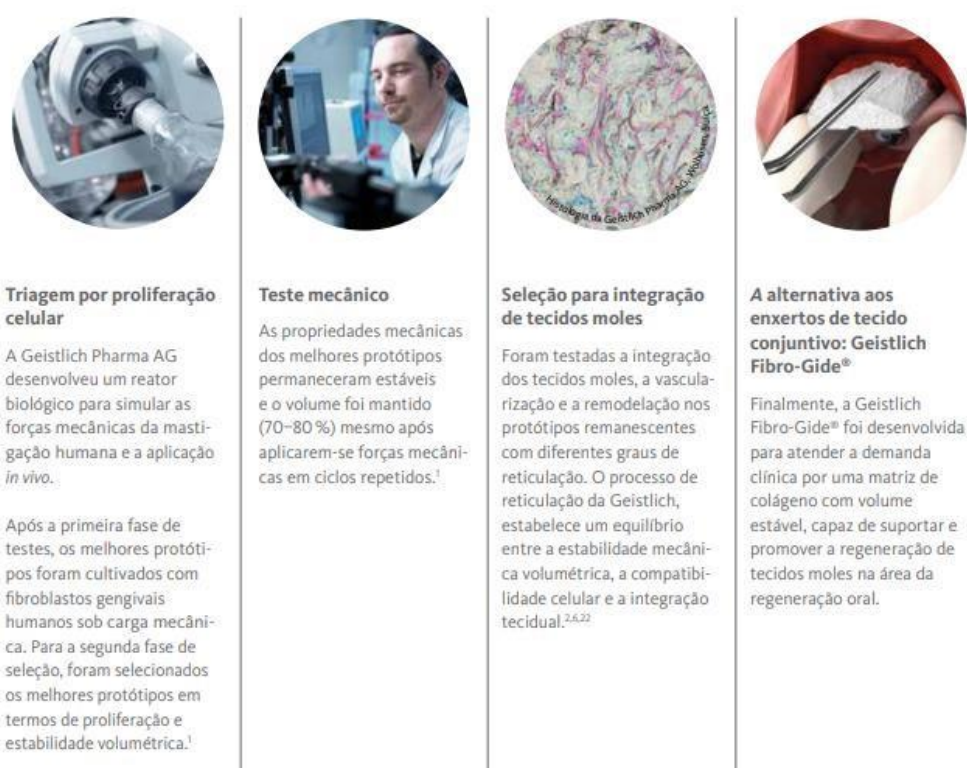 Histologia da Geistlich Pharma AG, Wolhusen, Suíça
Triagem por proliferação
celular
A Geistlich Pharma AG
desenvolveu um reator
biológico para simular as
forças mecânicas da masti-
gação humana e a aplicação
in vivo.
Após a primeira fase de
testes, os melhores protóti-
pos foram cultivados com
fibroblastos gengivais
humanos sob carga mecâni-
ca. Para a segunda fase de
seleção, foram selecionados
os melhores protótipos em
termos de proliferação e
estabilidade volumétrica.¹
Teste mecânico
As propriedades mecânicas
dos melhores protótipos
permaneceram estáveis
e o volume foi mantido
(70–80 %) mesmo após
aplicarem-se forças mecâni-
cas em ciclos repetidos.¹
Seleção para integração
de tecidos moles
Foram testadas a integração
dos tecidos moles, a vascula-
rização e a remodelação nos
protótipos remanescentes
com diferentes graus de
reticulação. O processo de
reticulação da Geistlich,
estabelece um equilíbrio
entre a estabilidade mecâni-
ca volumétrica, a compatibi-
lidade celular e a integração
tecidual.²,⁶,²²
A alternativa aos
enxertos de tecido
conjuntivo: Geistlich
Fibro-Gide®
Finalmente, a Geistlich
Fibro-Gide® foi desenvolvida
para atender a demanda
clínica por uma matriz de
colágeno com volume
estável, capaz de suportar e
promover a regeneração de
tecidos moles na área da
regeneração oral.